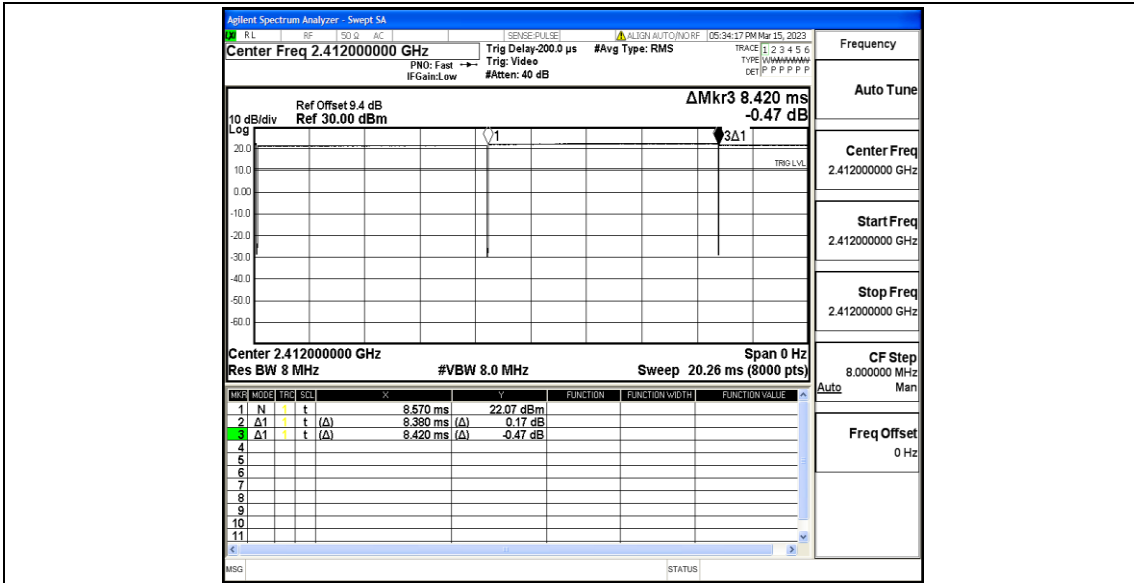 Agilent Spectrum Analyzer - Swept SA
RL RF 50 Ω AC SENSE:PULSE ALIGN AUTO/NO RF 05:34:17 PM Mar 15, 2023
Center Freq 2.412000000 GHz
Trig Delay-200.0 µs #Avg Type: RMS
TRACE 1 2 3 4 5 6
PNO: Fast
Trig: Video
TYPE
IFGain:Low
#Atten: 40 dB
DET P P P P P P
Frequency
Auto Tune
Center Freq
2.412000000 GHz
Start Freq
2.412000000 GHz
Stop Freq
2.412000000 GHz
CF Step
8.000000 MHz
Auto Man
Freq Offset
0 Hz
ΔMkr3 8.420 ms
-0.47 dB
Ref Offset 9.4 dB
10 dB/div Ref 30.00 dBm
Log
1
3Δ1
20.0
TRIG LVL
10.0
0.00
-10.0
-20.0
-30.0
-40.0
-50.0
-60.0
Center 2.412000000 GHz Span 0 Hz
Res BW 8 MHz #VBW 8.0 MHz Sweep 20.26 ms (8000 pts)
MKR MODE TRC SCL X Y FUNCTION FUNCTION WIDTH FUNCTION VALUE
1 N 1 t 8.570 ms 22.07 dBm
2 Δ1 1 t (Δ) 8.380 ms (Δ) 0.17 dB
3 Δ1 1 t (Δ) 8.420 ms (Δ) -0.47 dB
4
5
6
7
8
9
10
11
MSG STATUS